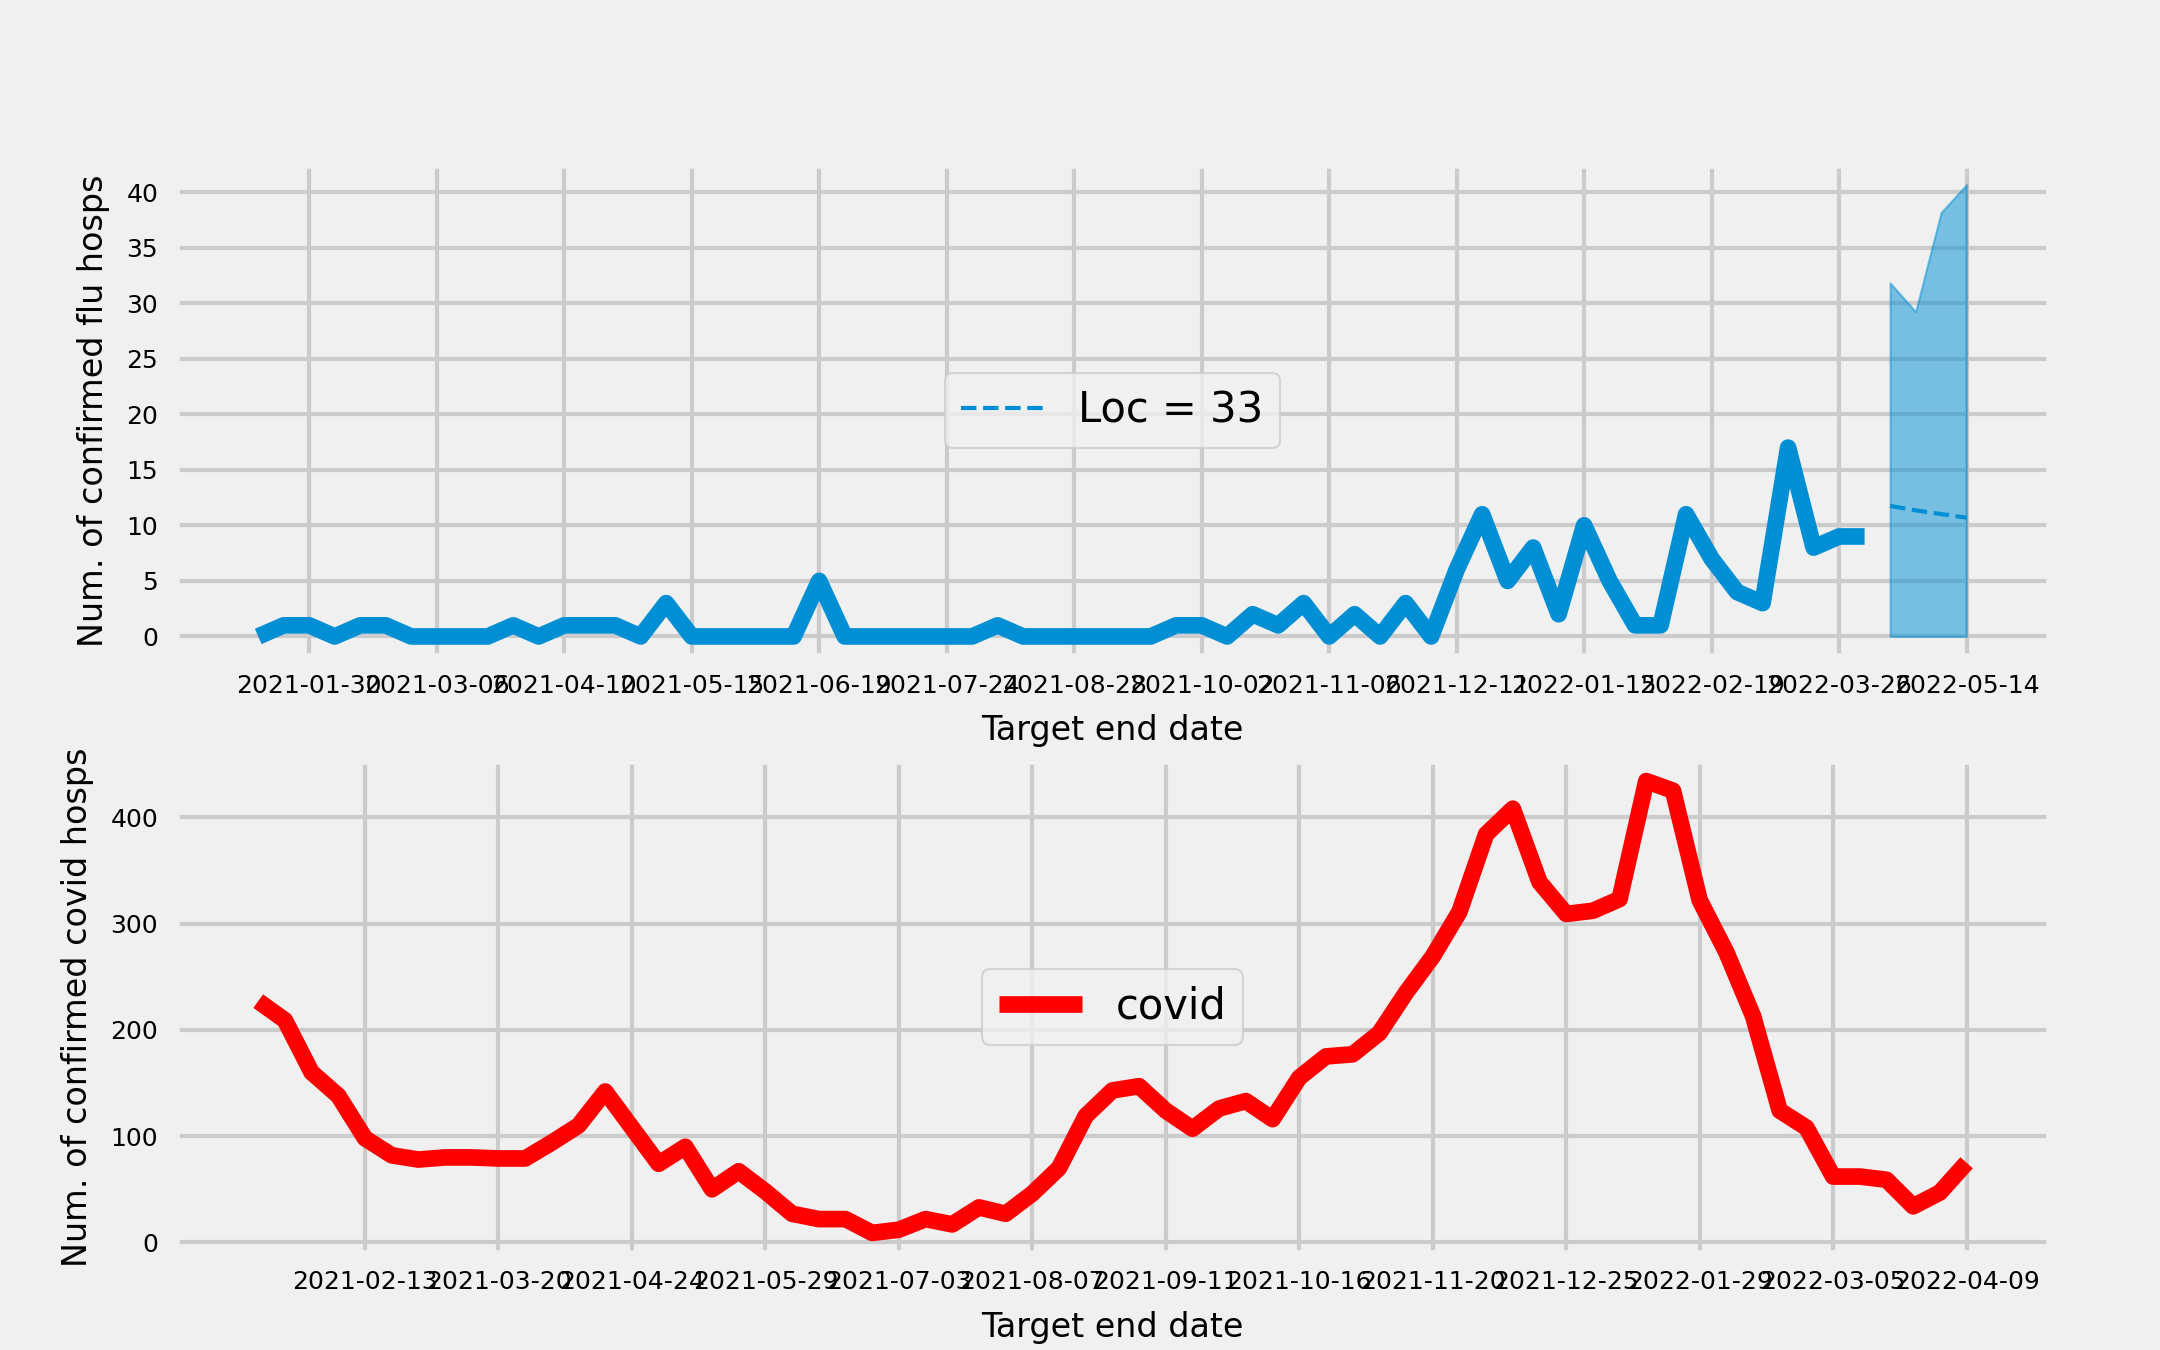 Num. of confirmed flu hosps
40
35
30
25
20
15
10
5
0
Loc = 33
2021-01-30 2021-03-06 2021-04-10 2021-05-15 2021-06-19 2021-07-24 2021-08-28 2021-10-02 2021-11-06 2021-12-11 2022-01-15 2022-02-19 2022-03-26 2022-05-14
Target end date
Num. of confirmed covid hosps
400
300
200
100
0
covid
2021-02-13 2021-03-20 2021-04-24 2021-05-29 2021-07-03 2021-08-07 2021-09-11 2021-10-16 2021-11-20 2021-12-25 2022-01-29 2022-03-05 2022-04-09
Target end date